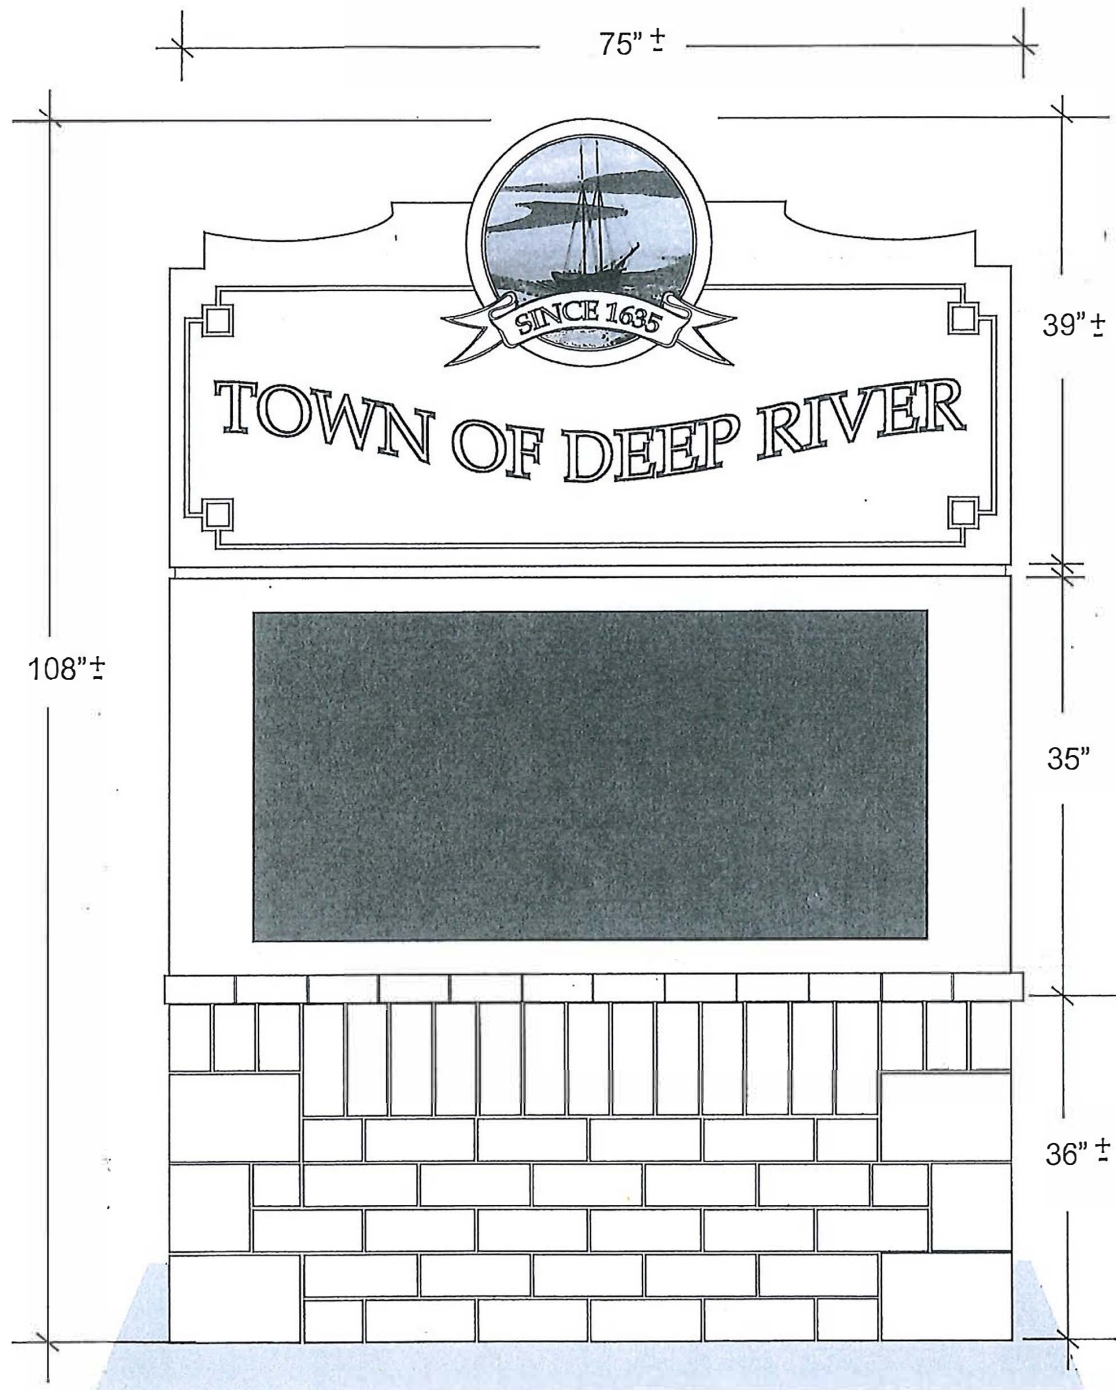 75" ±
SINCE 1635
39" ±
TOWN OF DEEP RIVER
108" ±
35"
36" ±